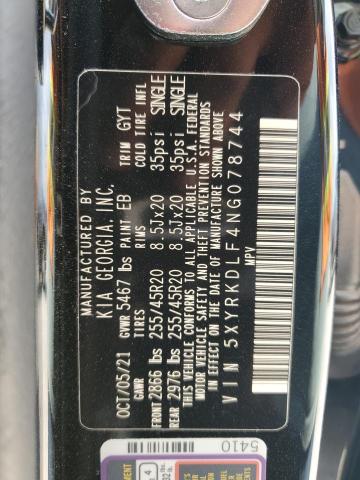 MANUFACTURED BY
KIA GEORGIA, INC.
OCT/05/21 GVWR 5467 lbs PAINT EB TRIM GYT
GAWR TIRES RIMS COLD TIRE INFL
FRONT 2866 lbs 255/45R20 8.5Jx20 35psi SINGLE
REAR 2976 lbs 255/45R20 8.5Jx20 35psi SINGLE
THIS VEHICLE CONFORMS TO ALL APPLICABLE U.S.A. FEDERAL
MOTOR VEHICLE SAFETY AND THEFT PREVENTION STANDARDS
IN EFFECT ON THE DATE OF MANUFACTURE SHOWN ABOVE
VIN 5XYRKDLF4NG078744
MPV
5410